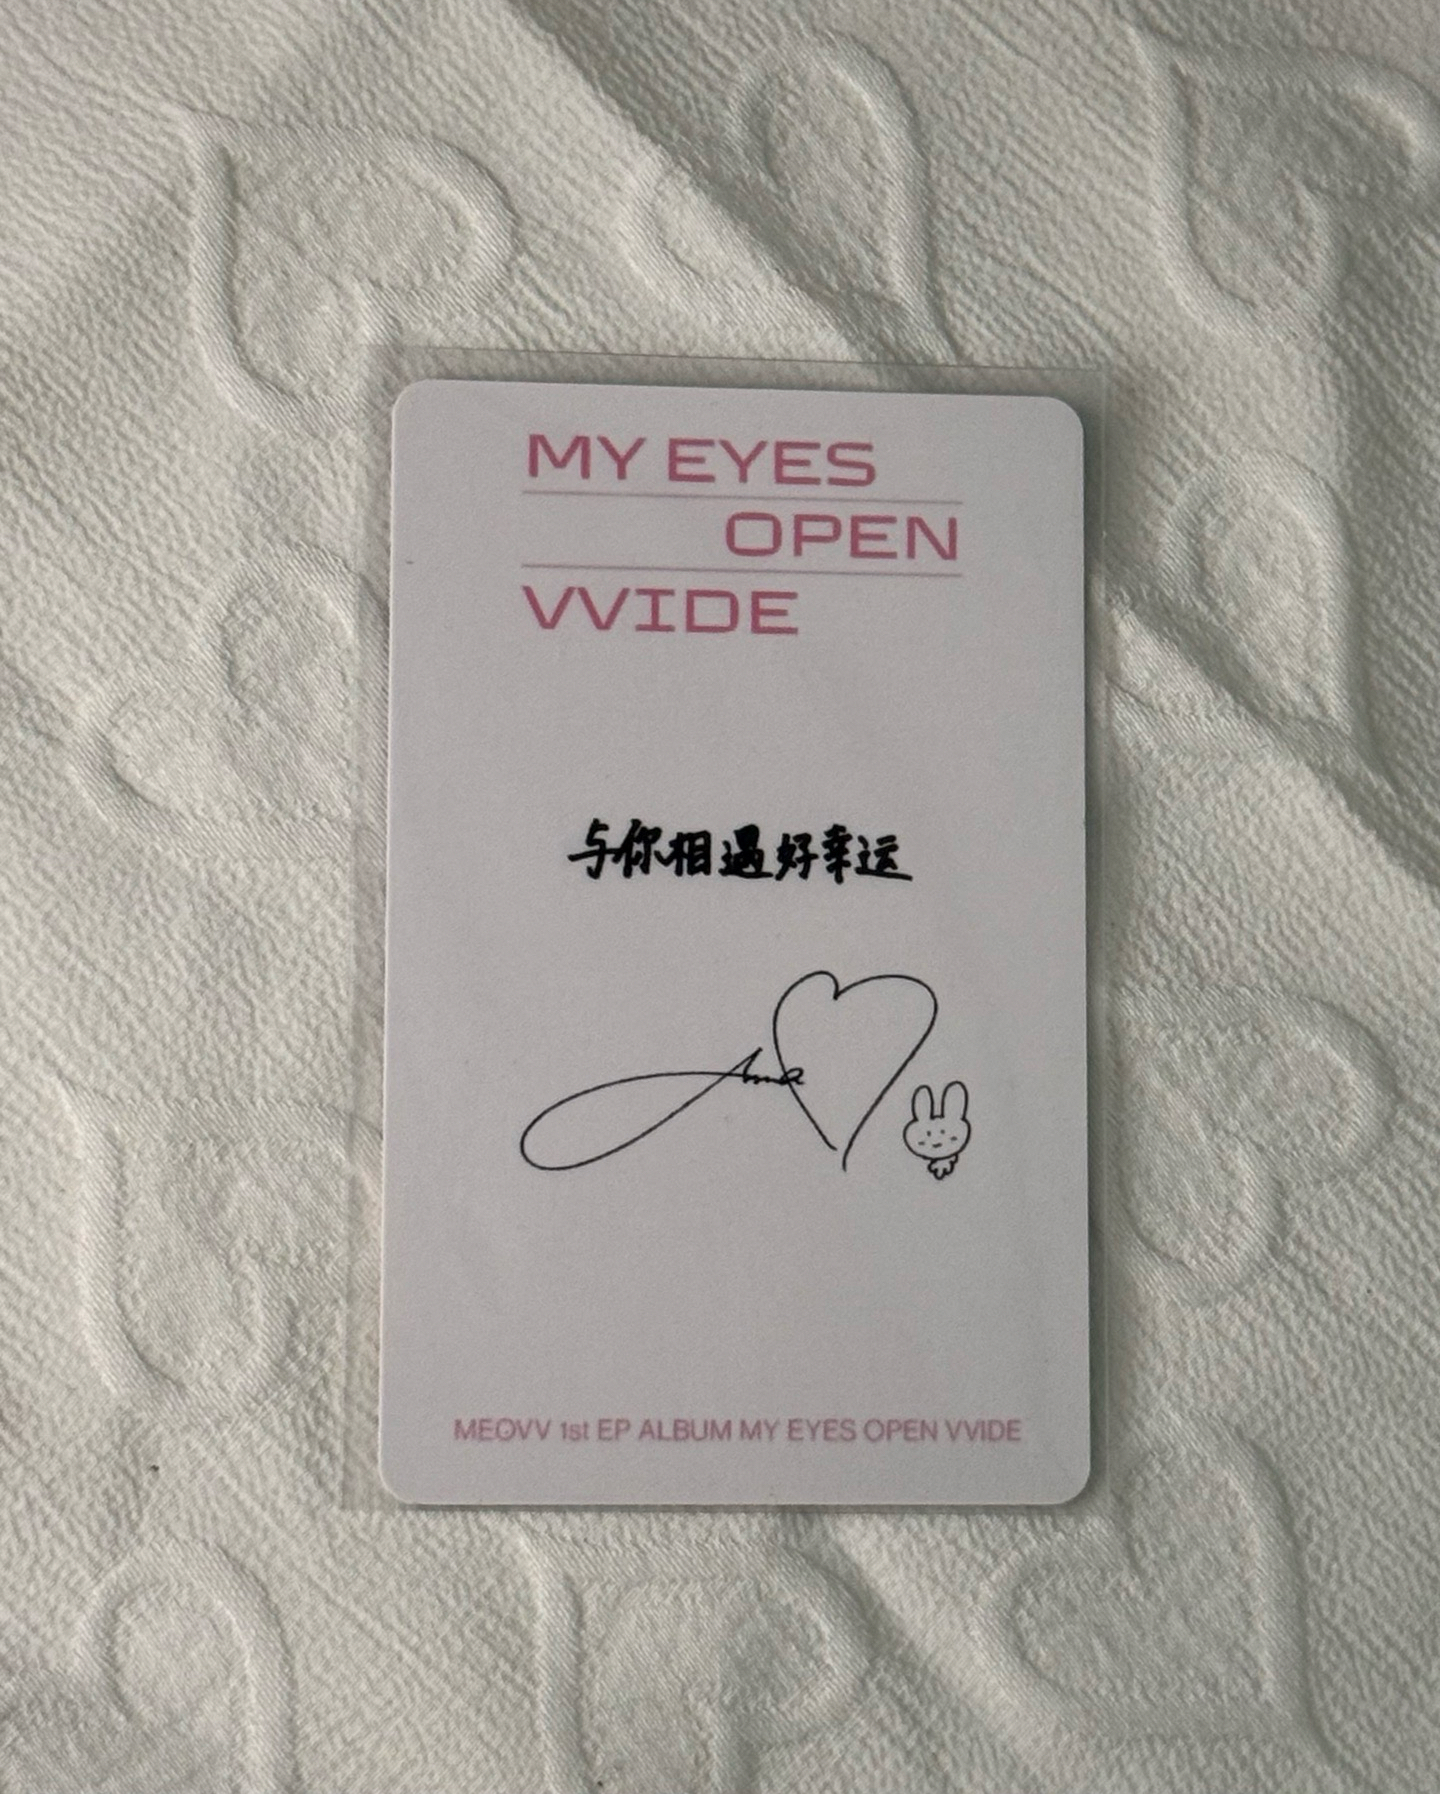 MY EYES
OPEN
VVIDE
与你相遇好幸运
Anna
MEOVV 1st EP ALBUM MY EYES OPEN VVIDE